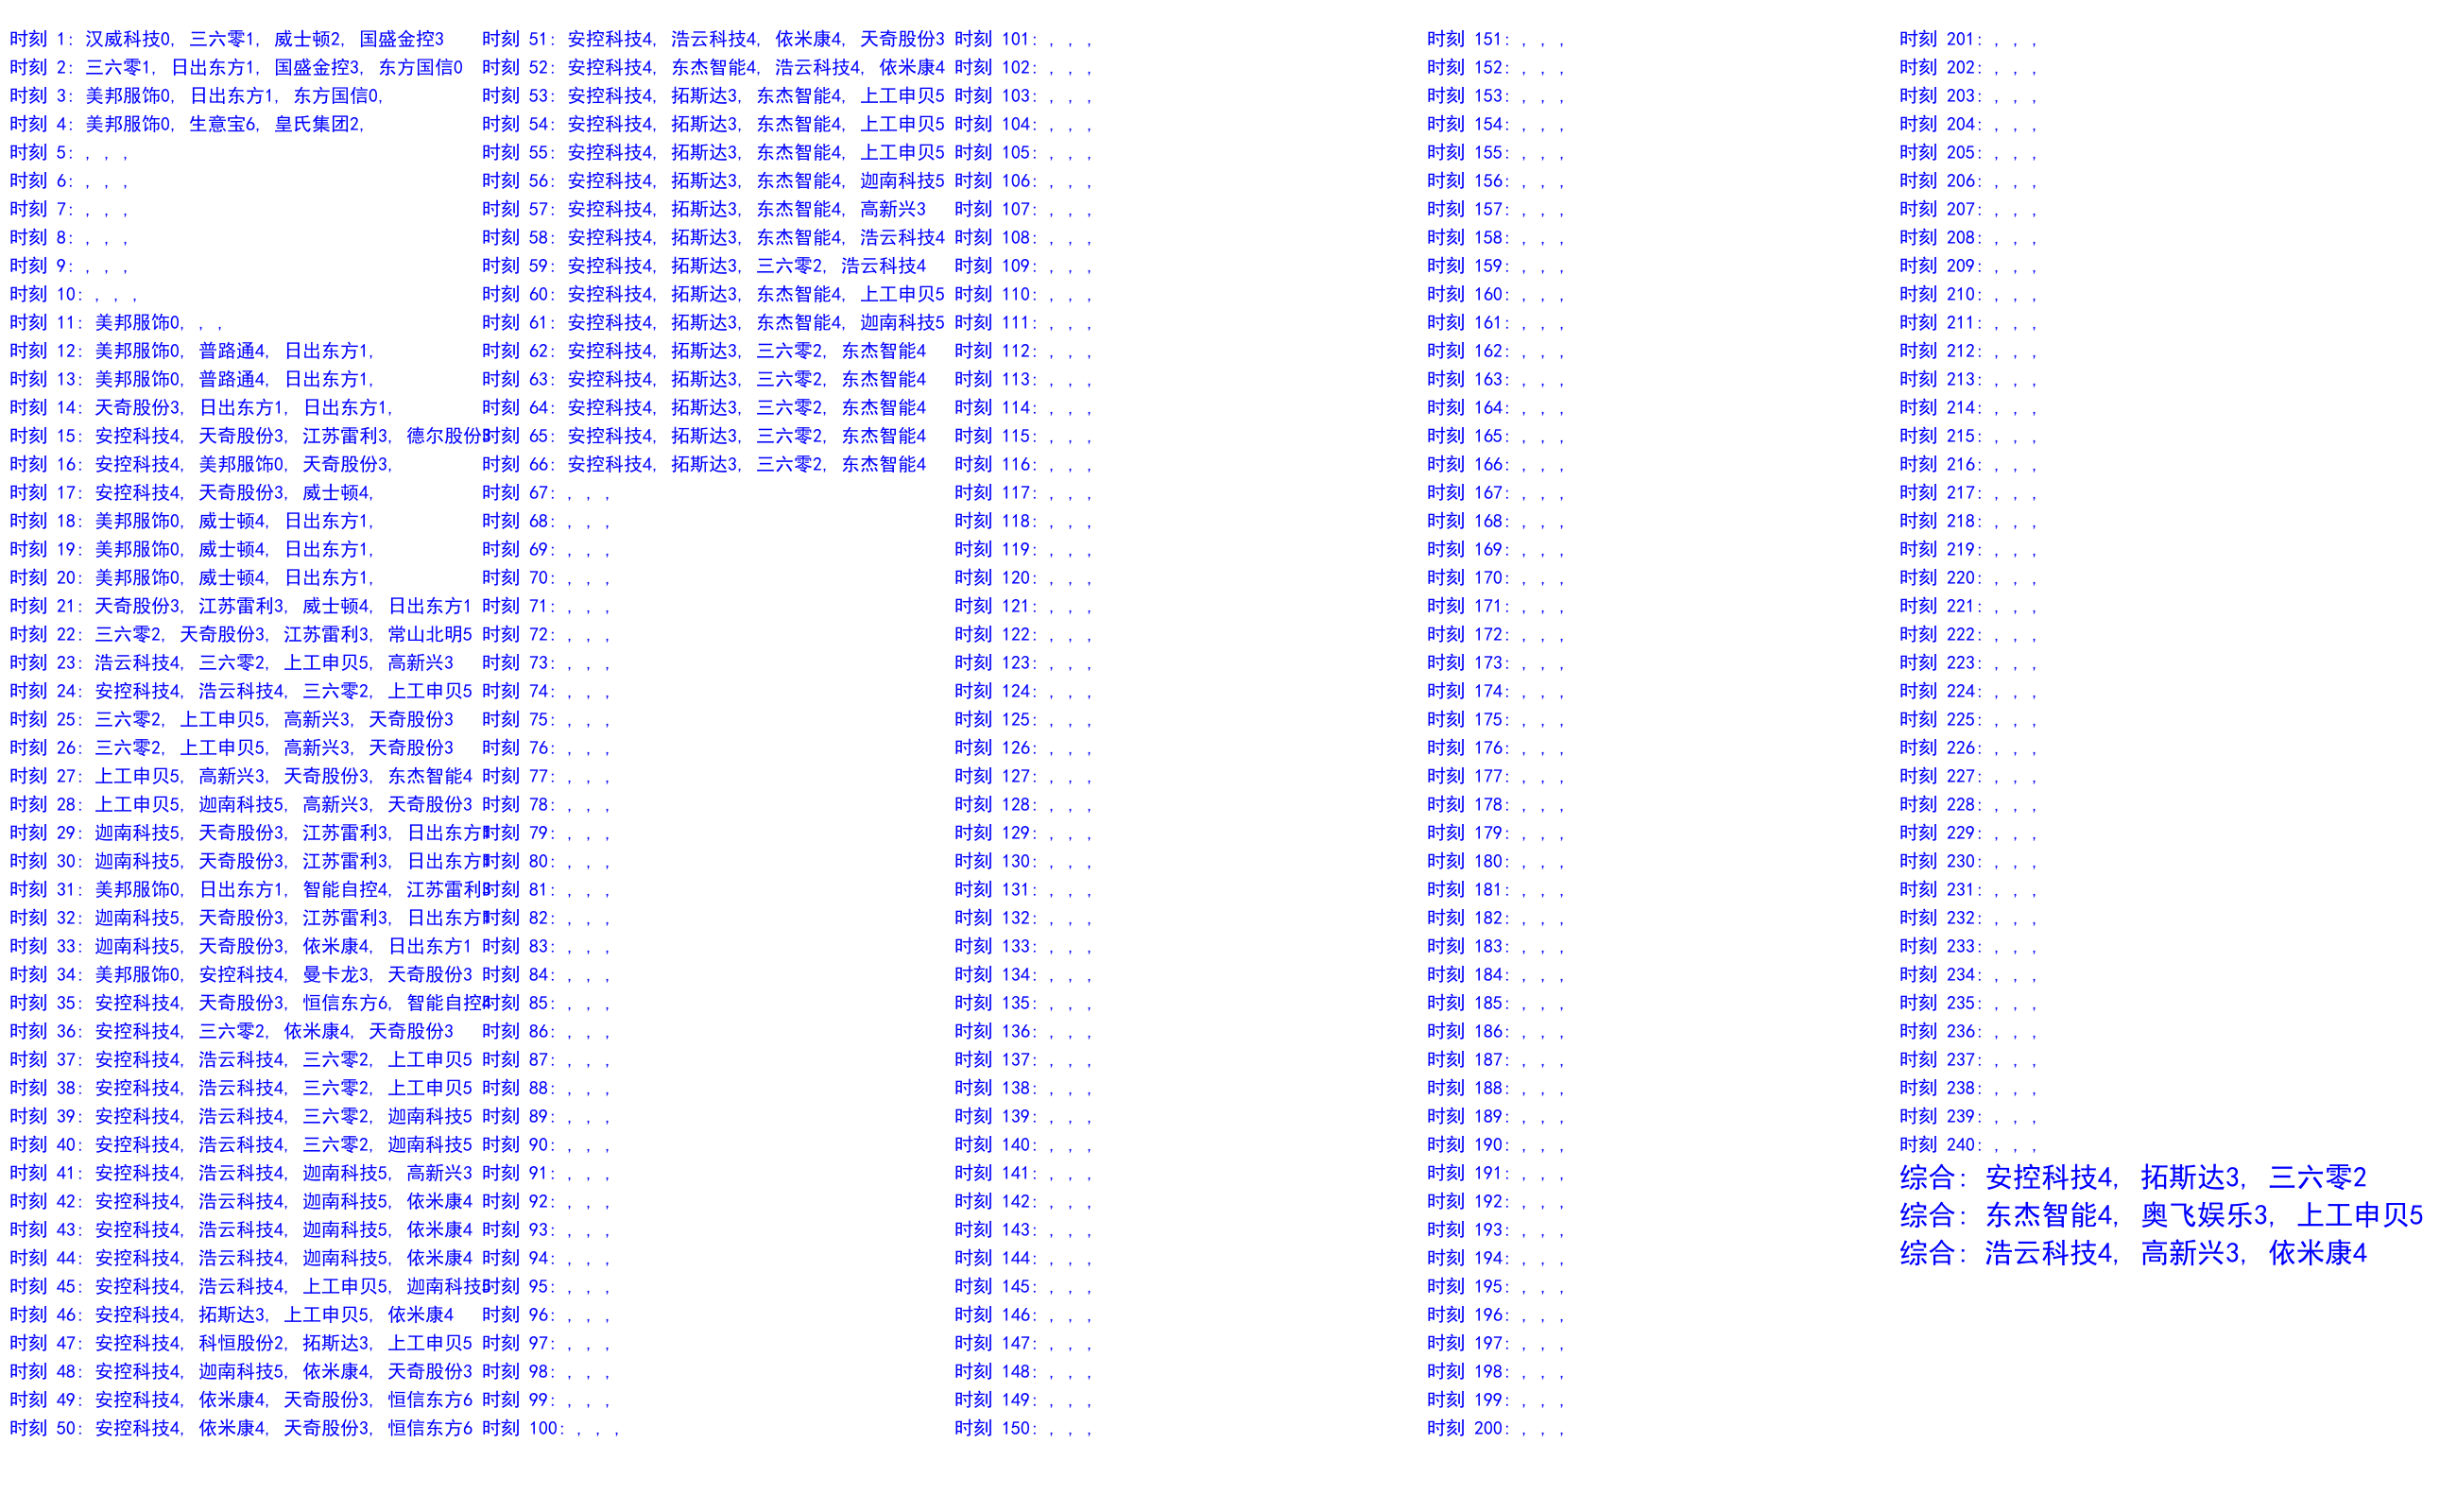 时刻 1: 汉威科技0, 三六零1, 威士顿2, 国盛金控3
时刻 2: 三六零1, 日出东方1, 国盛金控3, 东方国信0
时刻 3: 美邦服饰0, 日出东方1, 东方国信0,
时刻 4: 美邦服饰0, 生意宝6, 皇氏集团2,
时刻 5: , , ,
时刻 6: , , ,
时刻 7: , , ,
时刻 8: , , ,
时刻 9: , , ,
时刻 10: , , ,
时刻 11: 美邦服饰0, , ,
时刻 12: 美邦服饰0, 普路通4, 日出东方1,
时刻 13: 美邦服饰0, 普路通4, 日出东方1,
时刻 14: 天奇股份3, 日出东方1, 日出东方1,
时刻 15: 安控科技4, 天奇股份3, 江苏雷利3, 德尔股份3
时刻 16: 安控科技4, 美邦服饰0, 天奇股份3,
时刻 17: 安控科技4, 天奇股份3, 威士顿4,
时刻 18: 美邦服饰0, 威士顿4, 日出东方1,
时刻 19: 美邦服饰0, 威士顿4, 日出东方1,
时刻 20: 美邦服饰0, 威士顿4, 日出东方1,
时刻 21: 天奇股份3, 江苏雷利3, 威士顿4, 日出东方1
时刻 22: 三六零2, 天奇股份3, 江苏雷利3, 常山北明5
时刻 23: 浩云科技4, 三六零2, 上工申贝5, 高新兴3
时刻 24: 安控科技4, 浩云科技4, 三六零2, 上工申贝5
时刻 25: 三六零2, 上工申贝5, 高新兴3, 天奇股份3
时刻 26: 三六零2, 上工申贝5, 高新兴3, 天奇股份3
时刻 27: 上工申贝5, 高新兴3, 天奇股份3, 东杰智能4
时刻 28: 上工申贝5, 迦南科技5, 高新兴3, 天奇股份3
时刻 29: 迦南科技5, 天奇股份3, 江苏雷利3, 日出东方1
时刻 30: 迦南科技5, 天奇股份3, 江苏雷利3, 日出东方1
时刻 31: 美邦服饰0, 日出东方1, 智能自控4, 江苏雷利3
时刻 32: 迦南科技5, 天奇股份3, 江苏雷利3, 日出东方1
时刻 33: 迦南科技5, 天奇股份3, 依米康4, 日出东方1
时刻 34: 美邦服饰0, 安控科技4, 曼卡龙3, 天奇股份3
时刻 35: 安控科技4, 天奇股份3, 恒信东方6, 智能自控4
时刻 36: 安控科技4, 三六零2, 依米康4, 天奇股份3
时刻 37: 安控科技4, 浩云科技4, 三六零2, 上工申贝5
时刻 38: 安控科技4, 浩云科技4, 三六零2, 上工申贝5
时刻 39: 安控科技4, 浩云科技4, 三六零2, 迦南科技5
时刻 40: 安控科技4, 浩云科技4, 三六零2, 迦南科技5
时刻 41: 安控科技4, 浩云科技4, 迦南科技5, 高新兴3
时刻 42: 安控科技4, 浩云科技4, 迦南科技5, 依米康4
时刻 43: 安控科技4, 浩云科技4, 迦南科技5, 依米康4
时刻 44: 安控科技4, 浩云科技4, 迦南科技5, 依米康4
时刻 45: 安控科技4, 浩云科技4, 上工申贝5, 迦南科技5
时刻 46: 安控科技4, 拓斯达3, 上工申贝5, 依米康4
时刻 47: 安控科技4, 科恒股份2, 拓斯达3, 上工申贝5
时刻 48: 安控科技4, 迦南科技5, 依米康4, 天奇股份3
时刻 49: 安控科技4, 依米康4, 天奇股份3, 恒信东方6
时刻 50: 安控科技4, 依米康4, 天奇股份3, 恒信东方6
时刻 51: 安控科技4, 浩云科技4, 依米康4, 天奇股份3
时刻 52: 安控科技4, 东杰智能4, 浩云科技4, 依米康4
时刻 53: 安控科技4, 拓斯达3, 东杰智能4, 上工申贝5
时刻 54: 安控科技4, 拓斯达3, 东杰智能4, 上工申贝5
时刻 55: 安控科技4, 拓斯达3, 东杰智能4, 上工申贝5
时刻 56: 安控科技4, 拓斯达3, 东杰智能4, 迦南科技5
时刻 57: 安控科技4, 拓斯达3, 东杰智能4, 高新兴3
时刻 58: 安控科技4, 拓斯达3, 东杰智能4, 浩云科技4
时刻 59: 安控科技4, 拓斯达3, 三六零2, 浩云科技4
时刻 60: 安控科技4, 拓斯达3, 东杰智能4, 上工申贝5
时刻 61: 安控科技4, 拓斯达3, 东杰智能4, 迦南科技5
时刻 62: 安控科技4, 拓斯达3, 三六零2, 东杰智能4
时刻 63: 安控科技4, 拓斯达3, 三六零2, 东杰智能4
时刻 64: 安控科技4, 拓斯达3, 三六零2, 东杰智能4
时刻 65: 安控科技4, 拓斯达3, 三六零2, 东杰智能4
时刻 66: 安控科技4, 拓斯达3, 三六零2, 东杰智能4
时刻 67: , , ,
时刻 68: , , ,
时刻 69: , , ,
时刻 70: , , ,
时刻 71: , , ,
时刻 72: , , ,
时刻 73: , , ,
时刻 74: , , ,
时刻 75: , , ,
时刻 76: , , ,
时刻 77: , , ,
时刻 78: , , ,
时刻 79: , , ,
时刻 80: , , ,
时刻 81: , , ,
时刻 82: , , ,
时刻 83: , , ,
时刻 84: , , ,
时刻 85: , , ,
时刻 86: , , ,
时刻 87: , , ,
时刻 88: , , ,
时刻 89: , , ,
时刻 90: , , ,
时刻 91: , , ,
时刻 92: , , ,
时刻 93: , , ,
时刻 94: , , ,
时刻 95: , , ,
时刻 96: , , ,
时刻 97: , , ,
时刻 98: , , ,
时刻 99: , , ,
时刻 100: , , ,
时刻 101: , , ,
时刻 102: , , ,
时刻 103: , , ,
时刻 104: , , ,
时刻 105: , , ,
时刻 106: , , ,
时刻 107: , , ,
时刻 108: , , ,
时刻 109: , , ,
时刻 110: , , ,
时刻 111: , , ,
时刻 112: , , ,
时刻 113: , , ,
时刻 114: , , ,
时刻 115: , , ,
时刻 116: , , ,
时刻 117: , , ,
时刻 118: , , ,
时刻 119: , , ,
时刻 120: , , ,
时刻 121: , , ,
时刻 122: , , ,
时刻 123: , , ,
时刻 124: , , ,
时刻 125: , , ,
时刻 126: , , ,
时刻 127: , , ,
时刻 128: , , ,
时刻 129: , , ,
时刻 130: , , ,
时刻 131: , , ,
时刻 132: , , ,
时刻 133: , , ,
时刻 134: , , ,
时刻 135: , , ,
时刻 136: , , ,
时刻 137: , , ,
时刻 138: , , ,
时刻 139: , , ,
时刻 140: , , ,
时刻 141: , , ,
时刻 142: , , ,
时刻 143: , , ,
时刻 144: , , ,
时刻 145: , , ,
时刻 146: , , ,
时刻 147: , , ,
时刻 148: , , ,
时刻 149: , , ,
时刻 150: , , ,
时刻 151: , , ,
时刻 152: , , ,
时刻 153: , , ,
时刻 154: , , ,
时刻 155: , , ,
时刻 156: , , ,
时刻 157: , , ,
时刻 158: , , ,
时刻 159: , , ,
时刻 160: , , ,
时刻 161: , , ,
时刻 162: , , ,
时刻 163: , , ,
时刻 164: , , ,
时刻 165: , , ,
时刻 166: , , ,
时刻 167: , , ,
时刻 168: , , ,
时刻 169: , , ,
时刻 170: , , ,
时刻 171: , , ,
时刻 172: , , ,
时刻 173: , , ,
时刻 174: , , ,
时刻 175: , , ,
时刻 176: , , ,
时刻 177: , , ,
时刻 178: , , ,
时刻 179: , , ,
时刻 180: , , ,
时刻 181: , , ,
时刻 182: , , ,
时刻 183: , , ,
时刻 184: , , ,
时刻 185: , , ,
时刻 186: , , ,
时刻 187: , , ,
时刻 188: , , ,
时刻 189: , , ,
时刻 190: , , ,
时刻 191: , , ,
时刻 192: , , ,
时刻 193: , , ,
时刻 194: , , ,
时刻 195: , , ,
时刻 196: , , ,
时刻 197: , , ,
时刻 198: , , ,
时刻 199: , , ,
时刻 200: , , ,
时刻 201: , , ,
时刻 202: , , ,
时刻 203: , , ,
时刻 204: , , ,
时刻 205: , , ,
时刻 206: , , ,
时刻 207: , , ,
时刻 208: , , ,
时刻 209: , , ,
时刻 210: , , ,
时刻 211: , , ,
时刻 212: , , ,
时刻 213: , , ,
时刻 214: , , ,
时刻 215: , , ,
时刻 216: , , ,
时刻 217: , , ,
时刻 218: , , ,
时刻 219: , , ,
时刻 220: , , ,
时刻 221: , , ,
时刻 222: , , ,
时刻 223: , , ,
时刻 224: , , ,
时刻 225: , , ,
时刻 226: , , ,
时刻 227: , , ,
时刻 228: , , ,
时刻 229: , , ,
时刻 230: , , ,
时刻 231: , , ,
时刻 232: , , ,
时刻 233: , , ,
时刻 234: , , ,
时刻 235: , , ,
时刻 236: , , ,
时刻 237: , , ,
时刻 238: , , ,
时刻 239: , , ,
时刻 240: , , ,
综合: 安控科技4, 拓斯达3, 三六零2
综合: 东杰智能4, 奥飞娱乐3, 上工申贝5
综合: 浩云科技4, 高新兴3, 依米康4